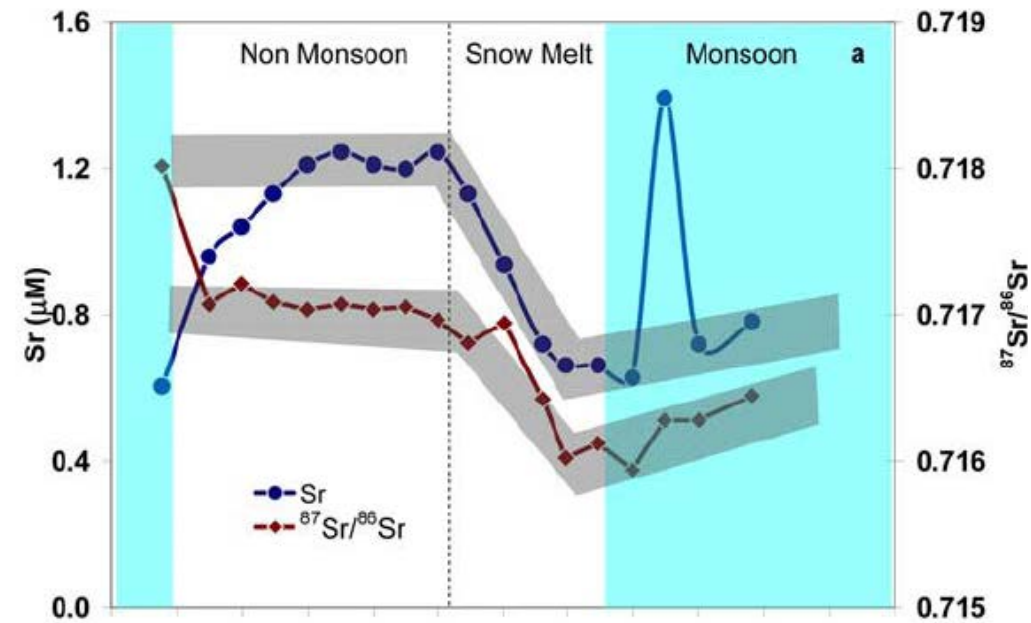 1.6
0.719
Non Monsoon Snow Melt Monsoon a
1.2
0.718
Sr (µM)
0.8
0.717
⁸⁷Sr/⁸⁶Sr
0.4
0.716
Sr
⁸⁷Sr/⁸⁶Sr
0.0
0.715